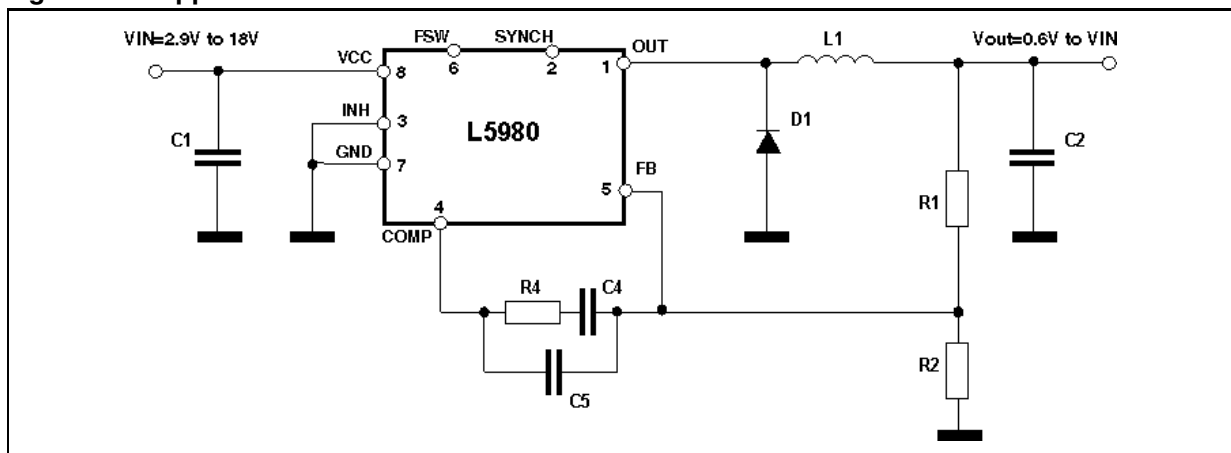 VIN=2.9V to 18V
FSW
SYNCH
OUT
L1
Vout=0.6V to VIN
VCC
8
6
2
1
INH
3
L5980
D1
C1
GND
7
FB
5
C2
R1
4
COMP
R4
C4
R2
C5